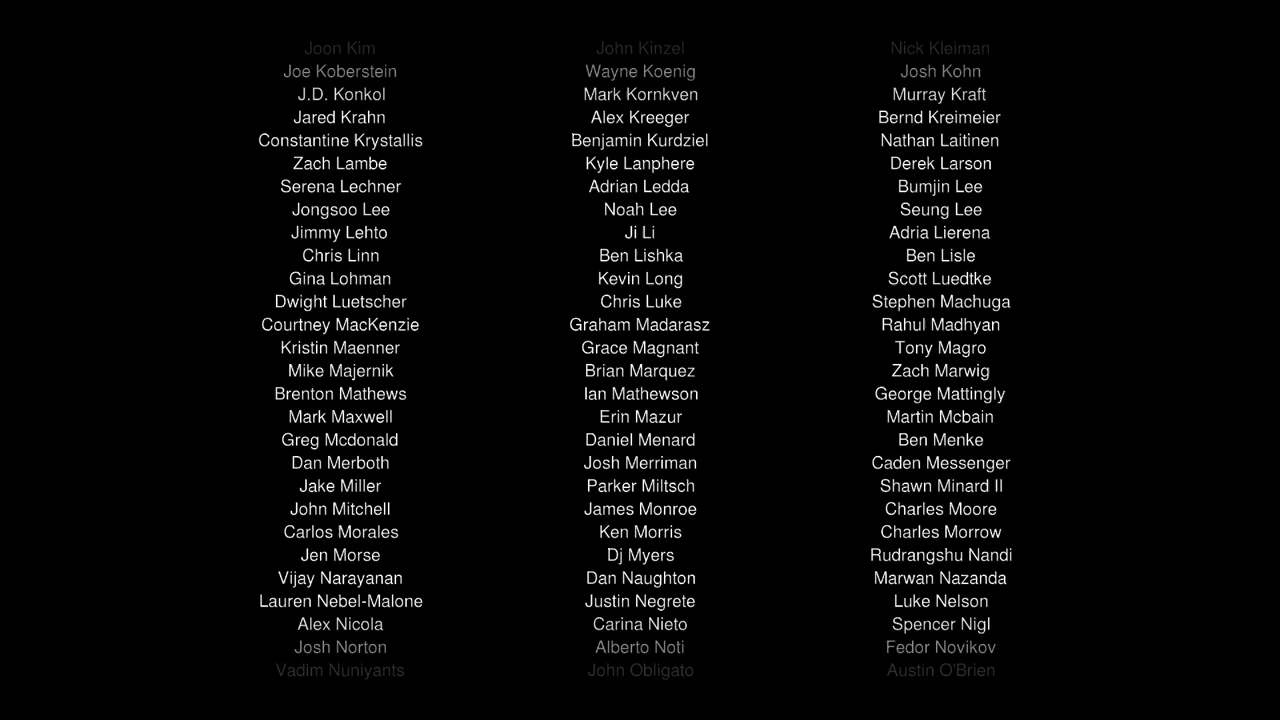 Joon Kim John Kinzel Nick Kleiman
Joe Koberstein Wayne Koenig Josh Kohn
J.D. Konkol Mark Kornkven Murray Kraft
Jared Krahn Alex Kreeger Bernd Kreimeier
Constantine Krystallis Benjamin Kurdziel Nathan Laitinen
Zach Lambe Kyle Lanphere Derek Larson
Serena Lechner Adrian Ledda Bumjin Lee
Jongsoo Lee Noah Lee Seung Lee
Jimmy Lehto Ji Li Adria Lierena
Chris Linn Ben Lishka Ben Lisle
Gina Lohman Kevin Long Scott Luedtke
Dwight Luetscher Chris Luke Stephen Machuga
Courtney MacKenzie Graham Madarasz Rahul Madhyan
Kristin Maenner Grace Magnant Tony Magro
Mike Majernik Brian Marquez Zach Marwig
Brenton Mathews Ian Mathewson George Mattingly
Mark Maxwell Erin Mazur Martin Mcbain
Greg Mcdonald Daniel Menard Ben Menke
Dan Merboth Josh Merriman Caden Messenger
Jake Miller Parker Miltsch Shawn Minard II
John Mitchell James Monroe Charles Moore
Carlos Morales Ken Morris Charles Morrow
Jen Morse Dj Myers Rudrangshu Nandi
Vijay Narayanan Dan Naughton Marwan Nazanda
Lauren Nebel-Malone Justin Negrete Luke Nelson
Alex Nicola Carina Nieto Spencer Nigl
Josh Norton Alberto Noti Fedor Novikov
Vadim Nuniyants John Obligato Austin O'Brien